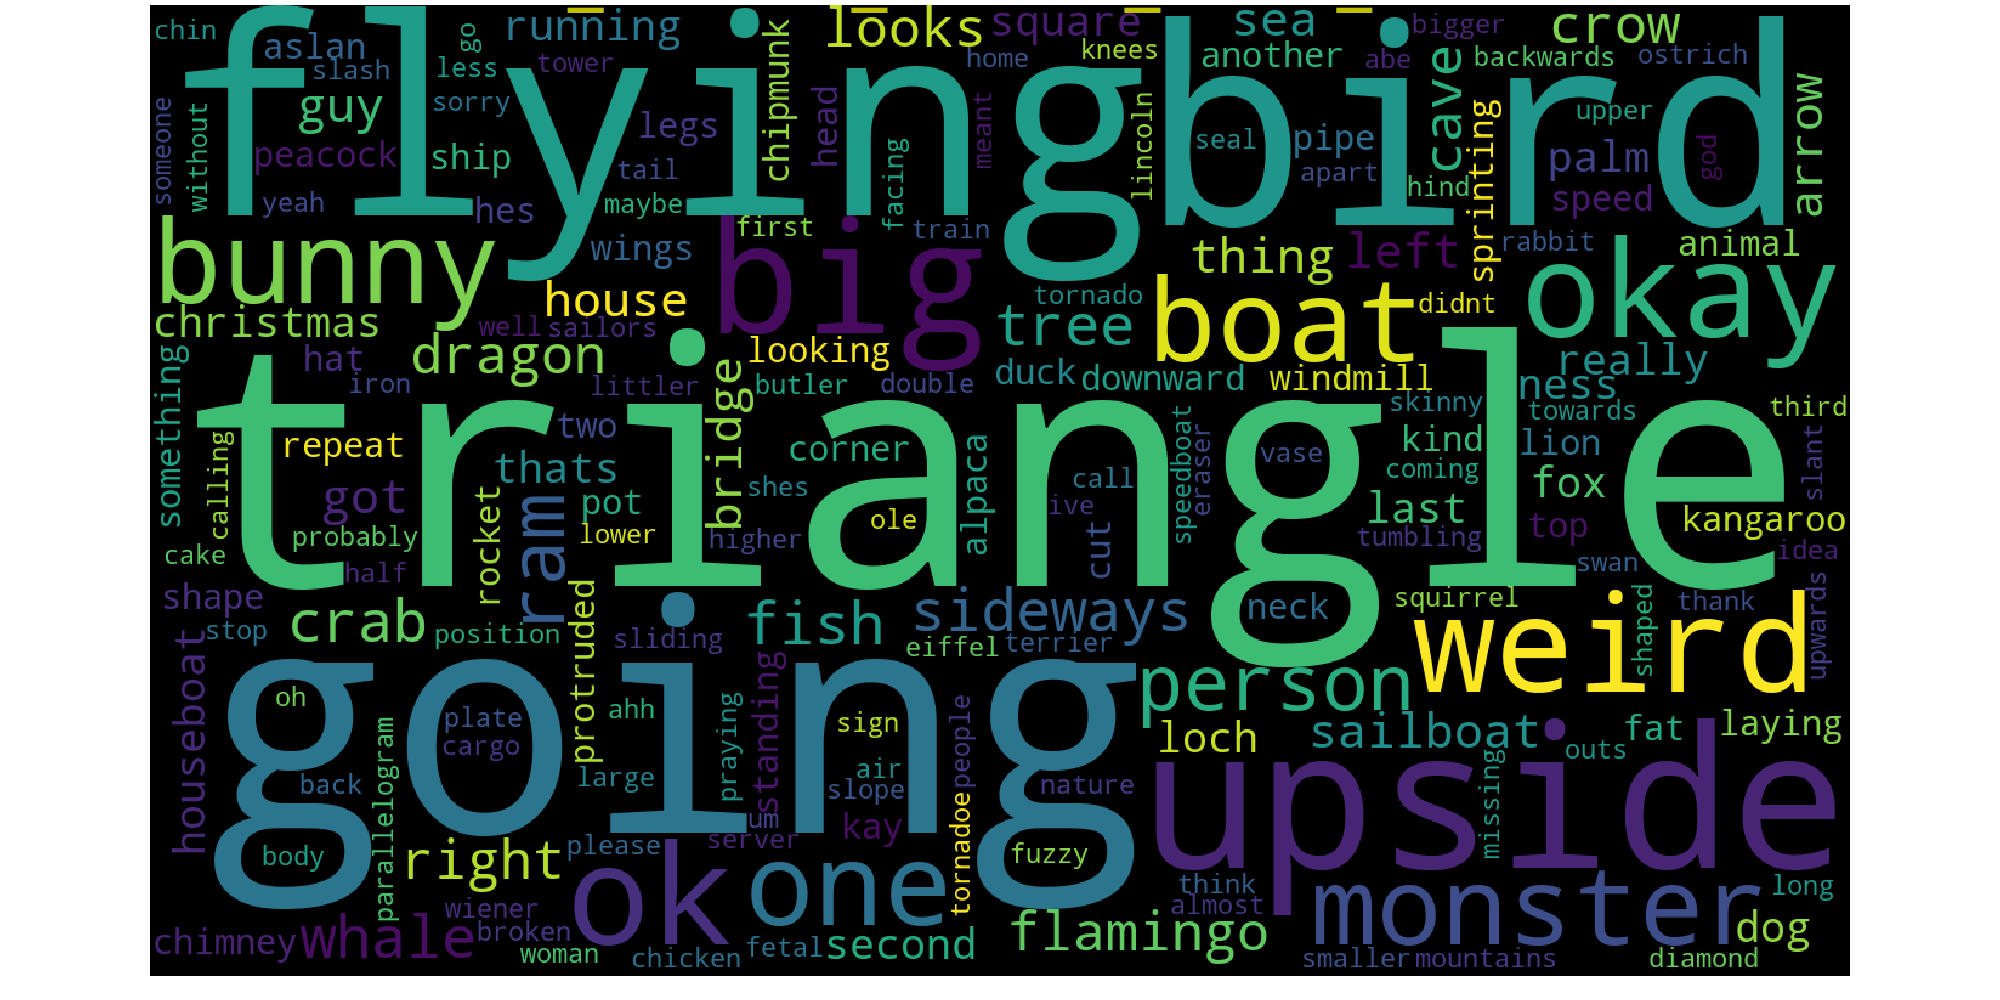 chin
aslan
go
running
looks
square
sea
bigger
crow
slash
less
tower
chipmunk
home
knees
another
abe
backwards
ostrich
flying
bird
someone
without
guy
sorry
legs
head
meant
lincoln
seal
pipe
cave
sprinting
upper
god
arrow
peacock
ship
tail
facing
apart
hind
palm
speed
yeah
hes
maybe
first
train
wings
big
thing
left
rabbit
animal
bunny
house
tornado
boat
didnt
okay
christmas
well
sailors
tree
dragon
looking
really
hat
iron
littler
bridge
butler
double
duck
downward
windmill
ness
something
triangle
skinny
towards
third
calling
repeat
two
corner
alpaca
speedboat
eraser
vase
kind
lion
slant
thats
coming
got
rocket
ram
pot
shes
call
ive
last
fox
ole
top
kangaroo
probably
lower
higher
cut
tumbling
idea
cake
half
swan
shape
crab
protruded
fish
sideways
neck
squirrel
shaped
thank
upwards
stop
position
sliding
eiffel
terrier
weird
houseboat
going
praying
standing
person
oh
plate
ahh
sign
loch
sailboat
fat
laying
cargo
outs
back
parallelogram
large
air
slope
people
nature
upside
missing
um
server
kay
tornadoe
body
right
please
fuzzy
ok
one
think
monster
long
almost
wiener
chimney
whale
broken
woman
chicken
fetal
second
flamingo
dog
smaller
mountains
diamond